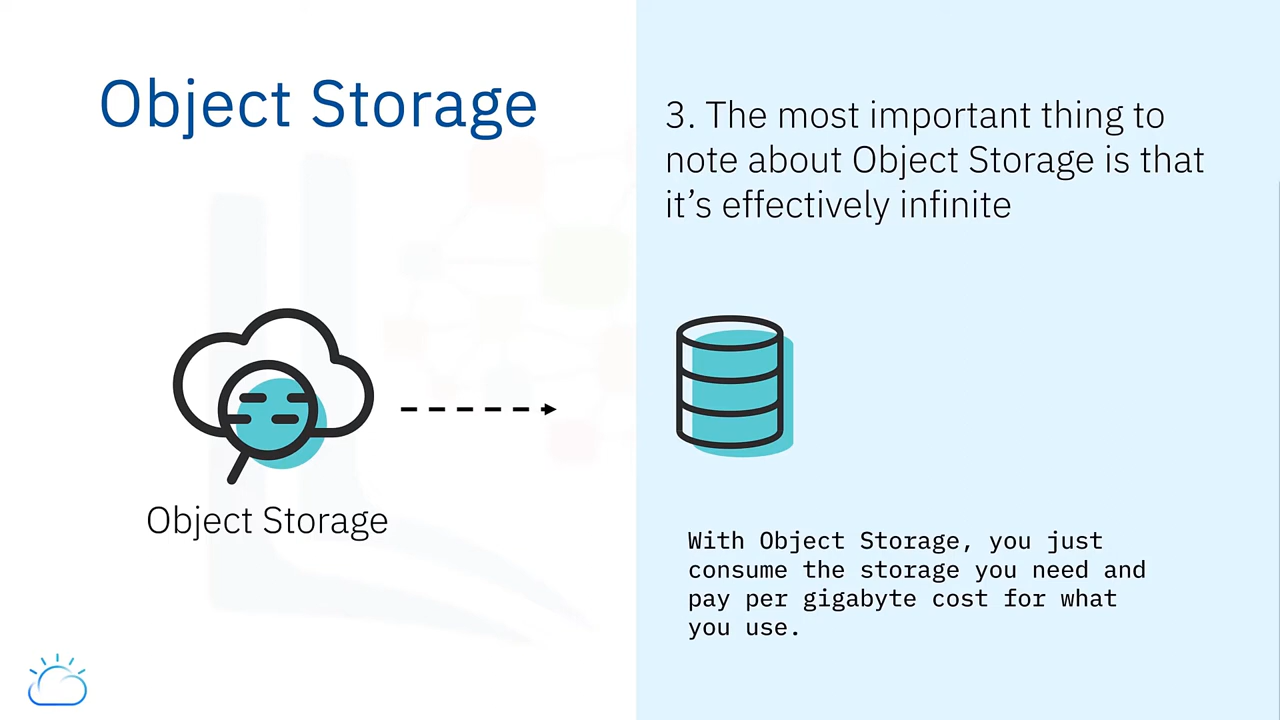 Object Storage
3. The most important thing to
note about Object Storage is that
it’s effectively infinite
Object Storage
With Object Storage, you just
consume the storage you need and
pay per gigabyte cost for what
you use.